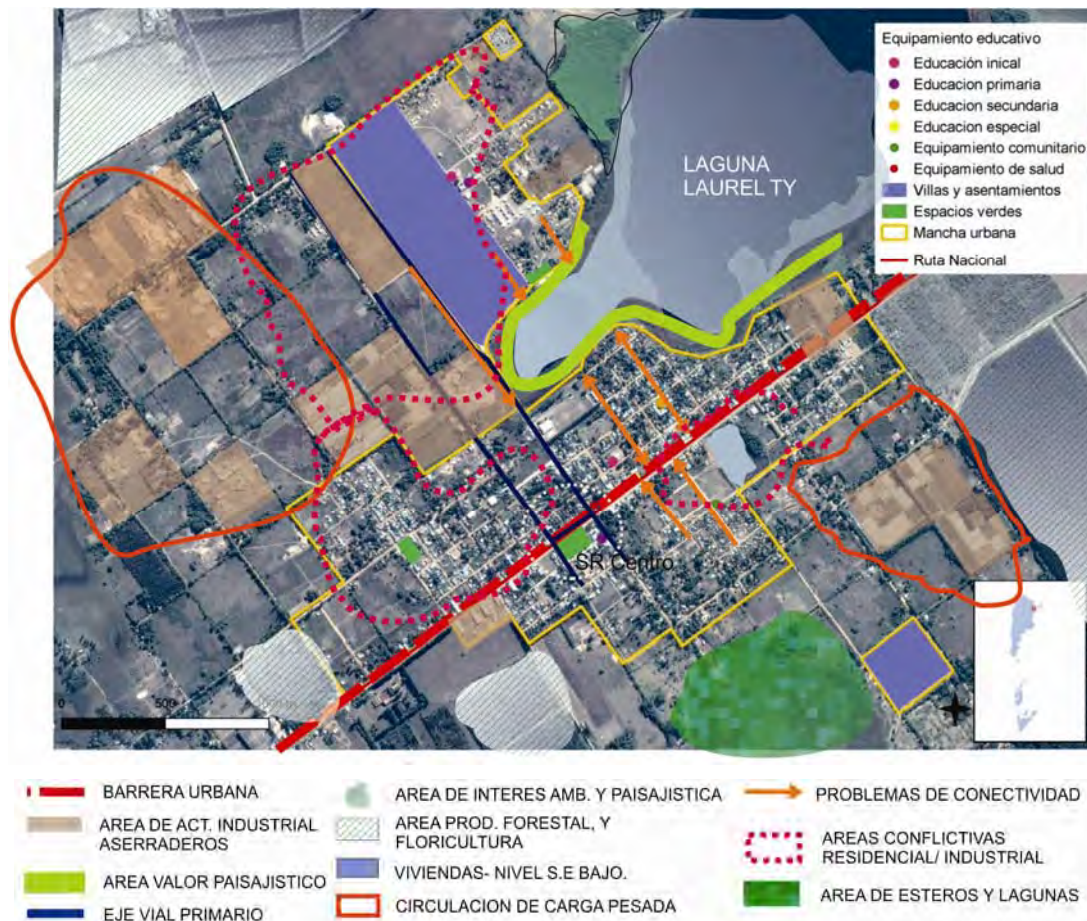 Equipamiento educativo
Educación inical
Educacion primaria
Educacion secundaria
Educacion especial
Equipamiento comunitario
Equipamiento de salud
Villas y asentamientos
Espacios verdes
Mancha urbana
Ruta Nacional
LAGUNA
LAUREL TY
SR Centro
0
500
BARRERA URBANA
AREA DE ACT. INDUSTRIAL
ASERRADEROS
AREA VALOR PAISAJISTICO
EJE VIAL PRIMARIO
AREA DE INTERES AMB. Y PAISAJISTICA
AREA PROD. FORESTAL, Y
FLORICULTURA
VIVIENDAS- NIVEL S.E BAJO.
CIRCULACION DE CARGA PESADA
PROBLEMAS DE CONECTIVIDAD
AREAS CONFLICTIVAS
RESIDENCIAL/ INDUSTRIAL
AREA DE ESTEROS Y LAGUNAS